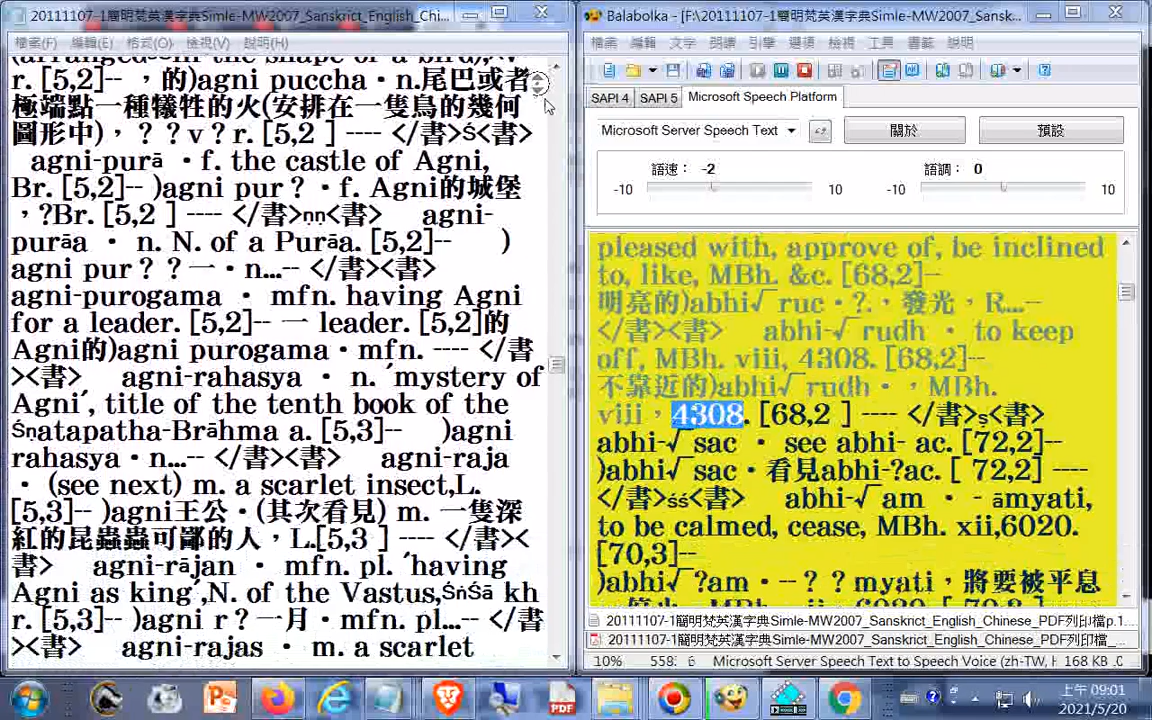 20111107-1簡明梵英漢字典Simle-MW2007_Sanskrict_English_Chi...
檔案(F) 編輯(E) 格式(O) 檢視(V) 說明(H)
(arranged in the shape of a bird), v
r. [5,2]-- ，的)agni puccha‧n.尾巴或者
極端點一種犧牲的火(安排在一隻鳥的幾何
圖形中)，？？v？r. [5,2 ] ---- </書>Ś<書>
agni-purā ‧f. the castle of Agni,
Br. [5,2]-- )agni pur？‧f. Agni的城堡
，?Br. [5,2 ] ---- </書>ṇṇ<書> agni-
purāa ‧ n. N. of a Purāa. [5,2]-- )
agni pur？？一‧n...-- </書><書>
agni-purogama ‧mfn. having Agni
for a leader. [5,2]-- 一 leader. [5,2]的
Agni的)agni purogama‧mfn. ---- </書
><書> agni-rahasya ‧ n. ´mystery of
Agni´, title of the tenth book of the
Śṇatapatha-Brāhma a. [5,3]-- )agni
rahasya‧n...-- </書><書> agni-raja
‧(see next) m. a scarlet insect,L.
[5,3]-- )agni王公‧(其次看見) m. 一隻深
紅的昆蟲蟲可鄙的人，L.[5,3 ] ---- </書><
書> agni-rājan ‧ mfn. pl. ´having
Agni as king´,N. of the Vastus,ŚṅŚā kh
r. [5,3]-- )agni r？一月‧mfn. pl...-- </書
><書> agni-rajas ‧ m. a scarlet
Balabolka - [F:\20111107-1簡明梵英漢字典Simle-MW2007_Sansk...
檔案 編輯 文字 朗讀 引擎 選項 檢視 工具 書籤 說明
SAPI 4 SAPI 5 Microsoft Speech Platform
Microsoft Server Speech Text 關於 預設
語速： -2 語調： 0
-10 10 -10 10
pleased with, approve of, be inclined
to, like, MBh. &c. [68,2]--
明亮的)abhi√ ruc‧?.，發光，R...--
</書><書> abhi-√ rudh ‧ to keep
off, MBh. viii, 4308. [68,2]--
不靠近的)abhi√ rudh‧，MBh.
viii，4308. [68,2 ] ---- </書>ṣ<書>
abhi-√ sac ‧ see abhi- ac. [72,2]--
)abhi√ sac‧看見abhi-?ac. [ 72,2] ----
</書>śś<書> abhi-√ am ‧ - āmyati,
to be calmed, cease, MBh. xii,6020.
[70,3]--
)abhi√ ?am‧--？？myati，將要被平息
20111107-1簡明梵英漢字典Simle-MW2007_Sanskrict_English_Chinese_PDF列印檔p.1...
20111107-1簡明梵英漢字典Simle-MW2007_Sanskrict_English_Chinese_PDF列印檔_...
10% 558. 6 Microsoft Server Speech Text to Speech Voice (zh-TW, H 168 KB .0
上午 09:01
2021/5/20